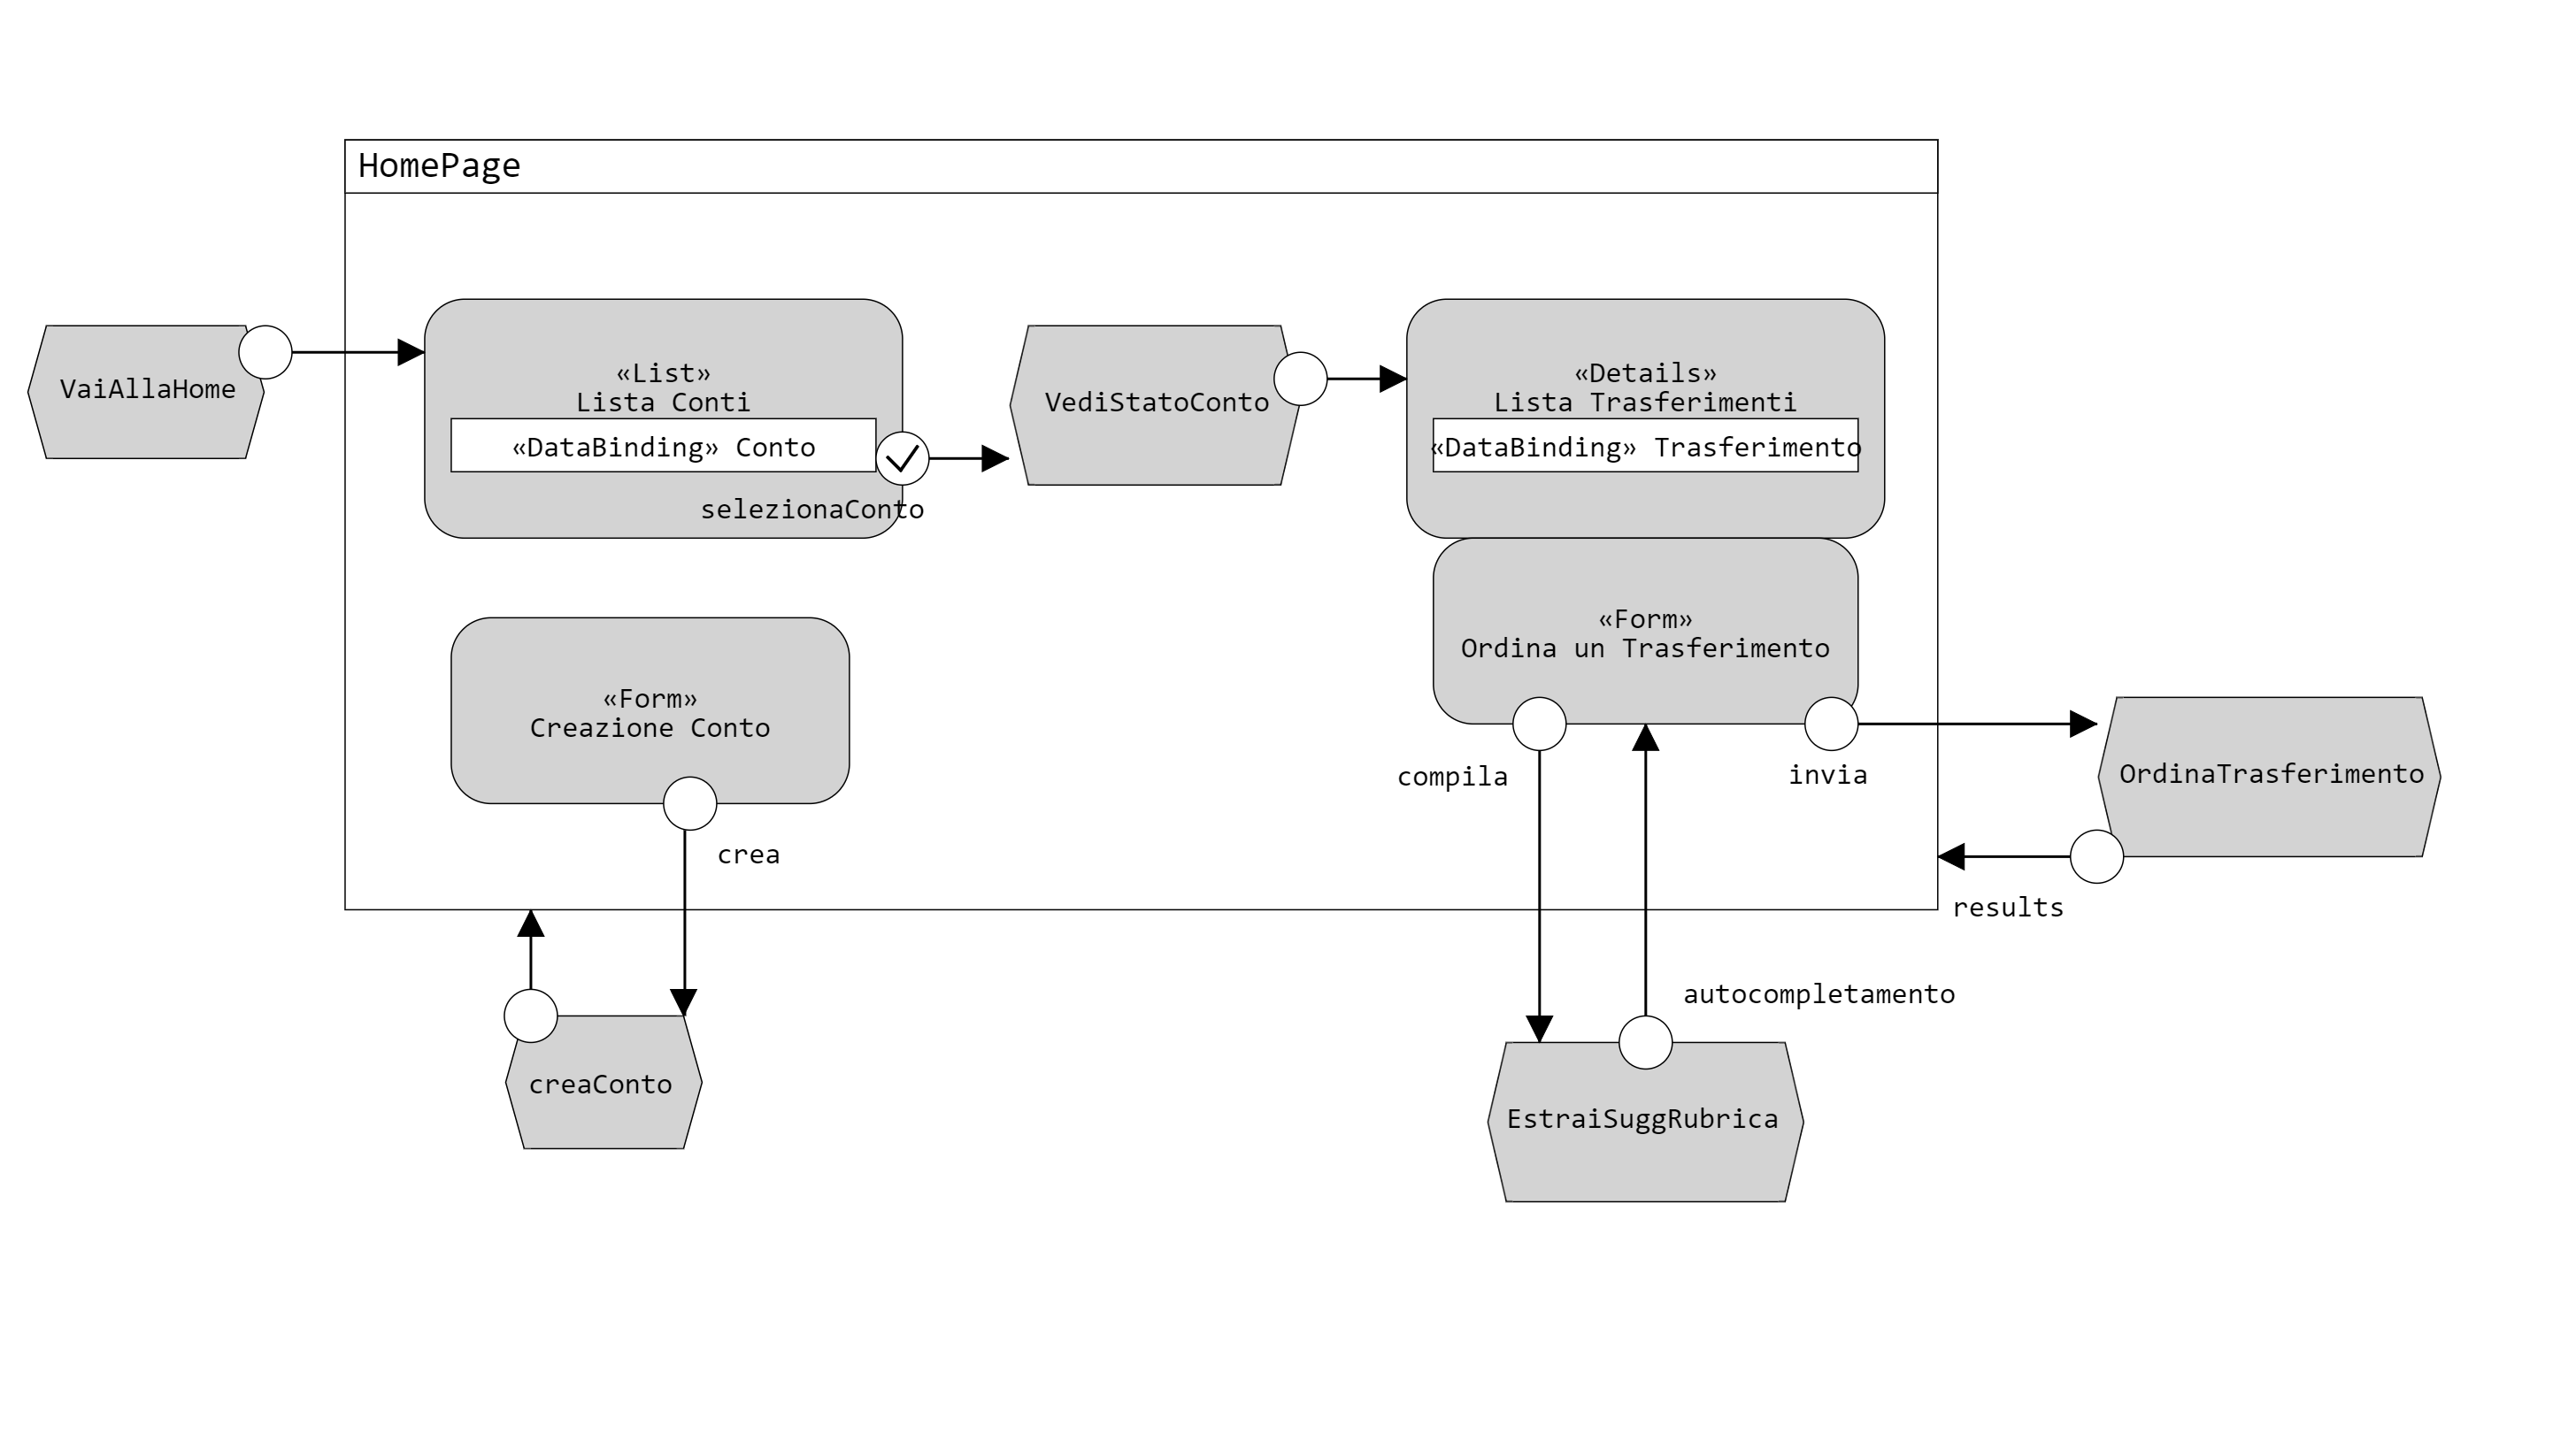 HomePage
VaiAllaHome
«List»
Lista Conti
«DataBinding» Conto
selezionaConto
VediStatoConto
«Details»
Lista Trasferimenti
«DataBinding» Trasferimento
«Form»
Ordina un Trasferimento
«Form»
Creazione Conto
compila
invia
OrdinaTrasferimento
crea
results
autocompletamento
creaConto
EstraiSuggRubrica